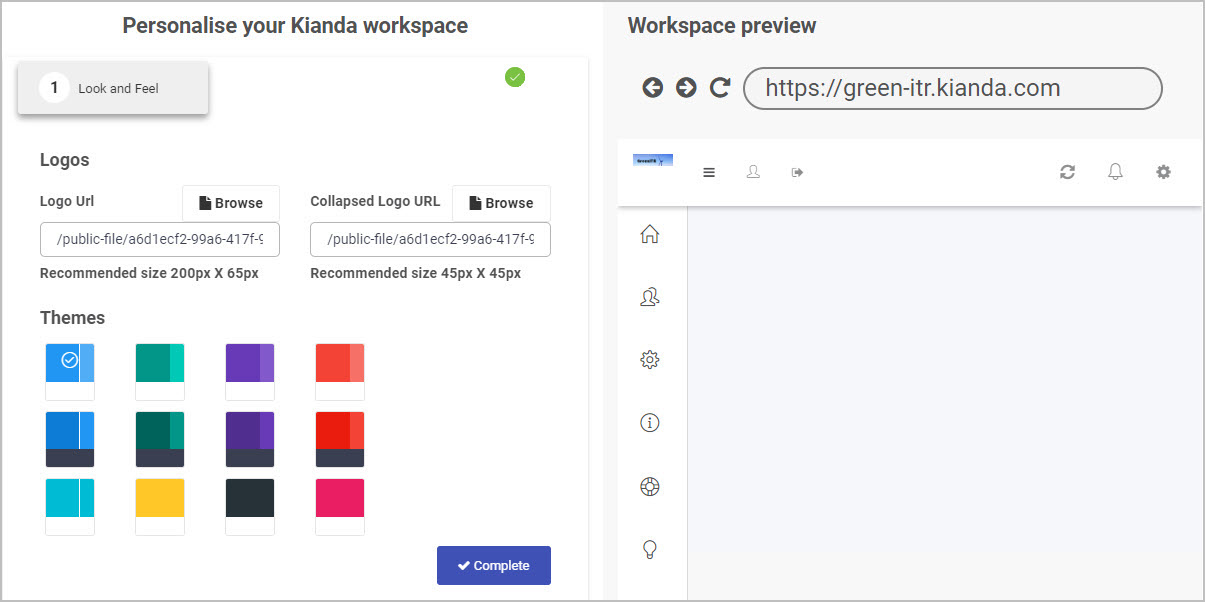 Personalise your Kianda workspace
1 Look and Feel
Logos
Logo Url
Browse
/public-file/a6d1ecf2-99a6-417f-9
Recommended size 200px X 65px
Collapsed Logo URL
Browse
/public-file/a6d1ecf2-99a6-417f-9
Recommended size 45px X 45px
Themes
Complete
Workspace preview
https://green-itr.kianda.com
GreenITR